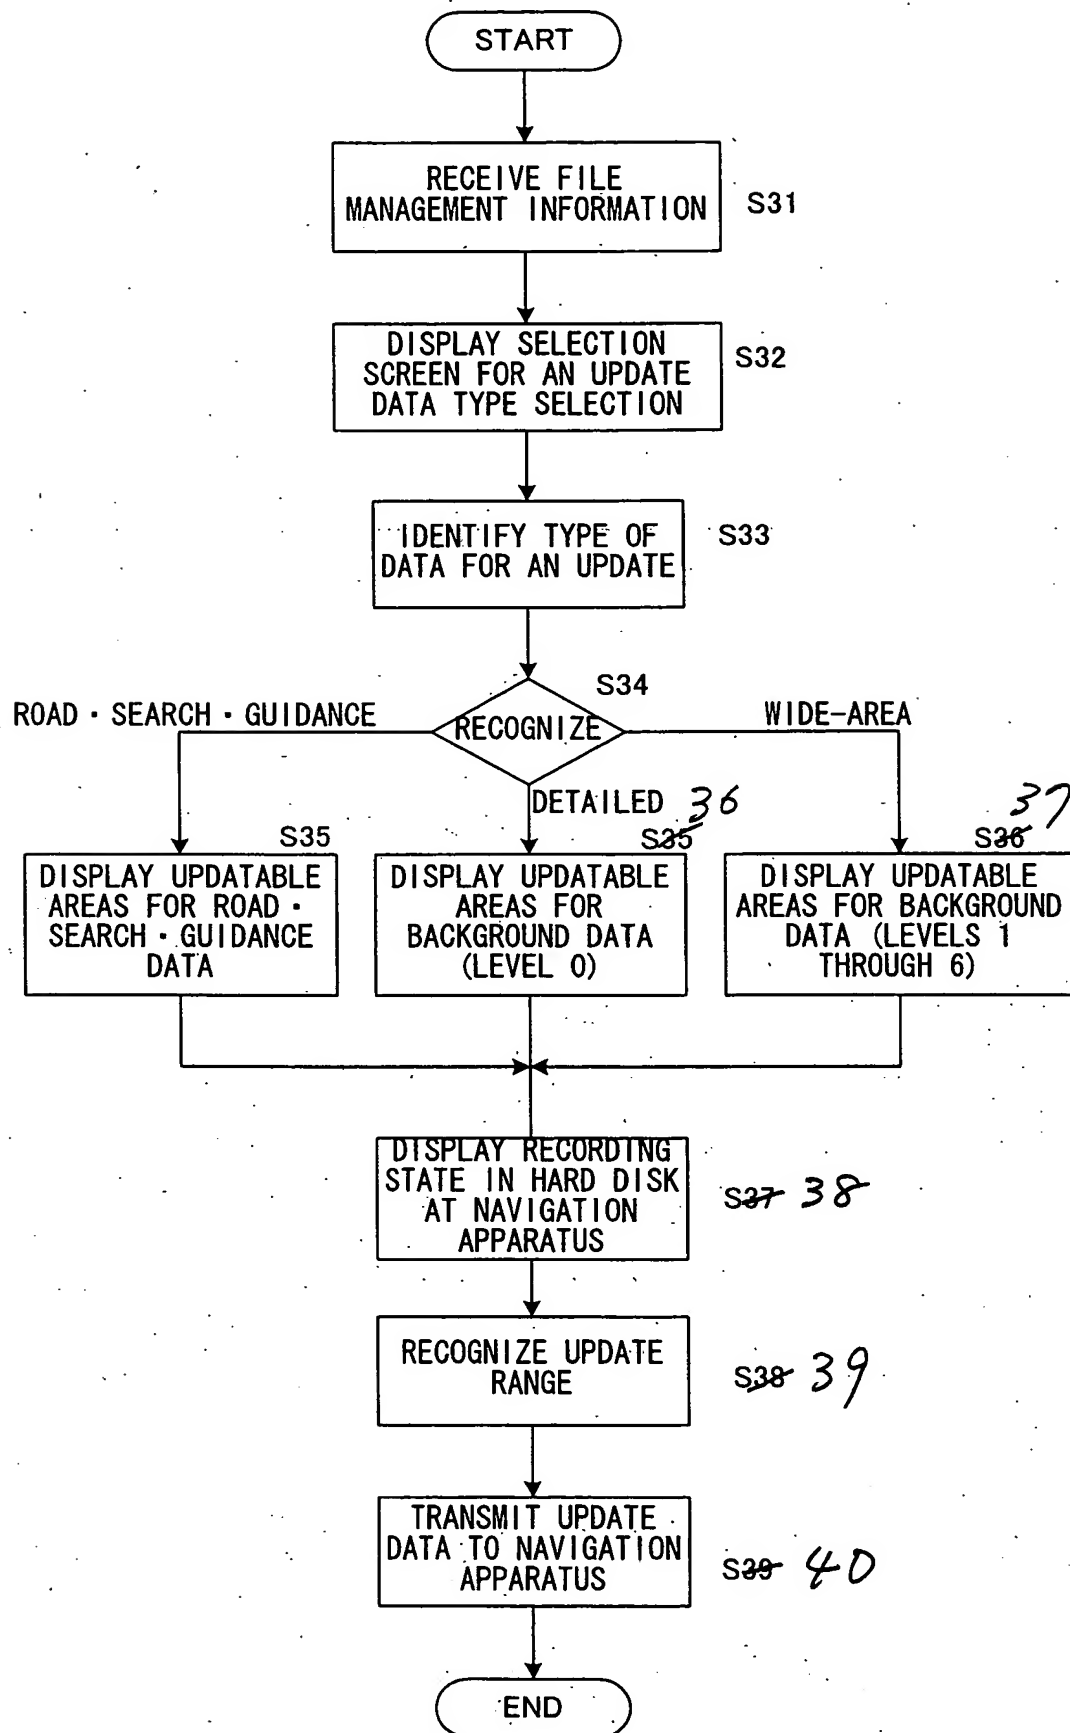 START
RECEIVE FILE
MANAGEMENT INFORMATION
S31
DISPLAY SELECTION
SCREEN FOR AN UPDATE
DATA TYPE SELECTION
S32
IDENTIFY TYPE OF
DATA FOR AN UPDATE
S33
S34
ROAD・SEARCH・GUIDANCE
RECOGNIZE
WIDE-AREA
DETAILED
36
37
S35
S35
S36
DISPLAY UPDATABLE
AREAS FOR ROAD・
SEARCH・GUIDANCE
DATA
DISPLAY UPDATABLE
AREAS FOR
BACKGROUND DATA
(LEVEL 0)
DISPLAY UPDATABLE
AREAS FOR BACKGROUND
DATA (LEVELS 1
THROUGH 6)
DISPLAY RECORDING
STATE IN HARD DISK
AT NAVIGATION
APPARATUS
S37 38
RECOGNIZE UPDATE
RANGE
S38 39
TRANSMIT UPDATE
DATA TO NAVIGATION
APPARATUS
S39 40
END